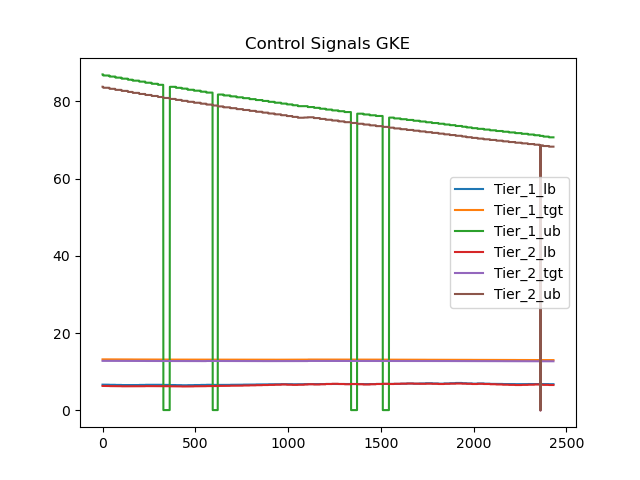 Control Signals GKE
80
60
40
20
0
Tier_1_lb
Tier_1_tgt
Tier_1_ub
Tier_2_lb
Tier_2_tgt
Tier_2_ub
0 500 1000 1500 2000 2500